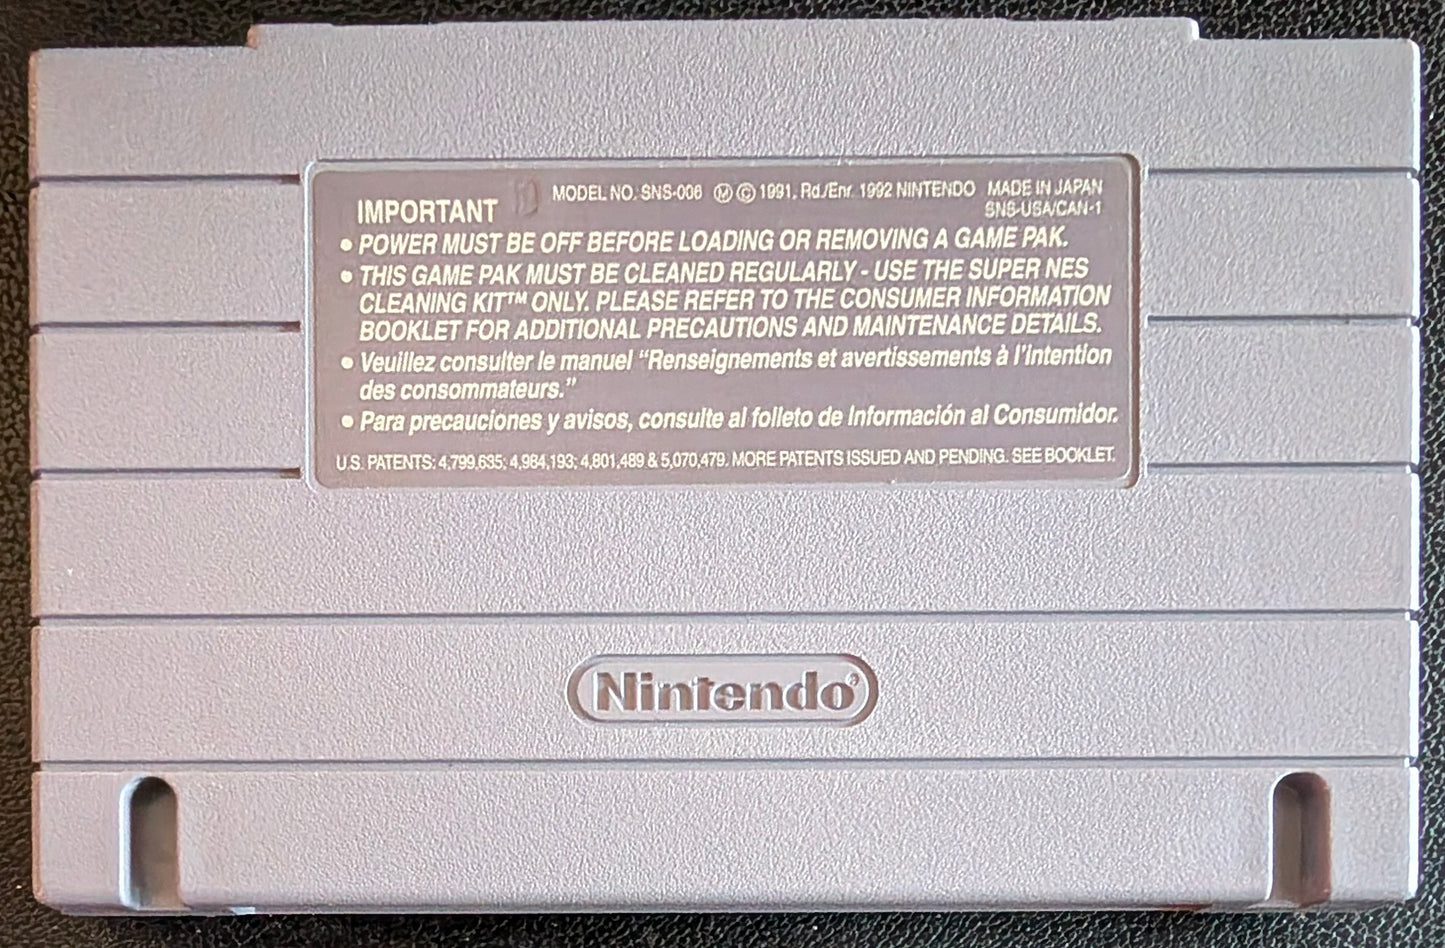 IMPORTANT
MODEL NO. SNS-006 Ⓜ © 1991, Rd./Enr. 1992 NINTENDO MADE IN JAPAN
SNS-USA/CAN-1
• POWER MUST BE OFF BEFORE LOADING OR REMOVING A GAME PAK.
• THIS GAME PAK MUST BE CLEANED REGULARLY - USE THE SUPER NES
CLEANING KIT™ ONLY. PLEASE REFER TO THE CONSUMER INFORMATION
BOOKLET FOR ADDITIONAL PRECAUTIONS AND MAINTENANCE DETAILS.
• Veuillez consulter le manuel “Renseignements et avertissements à l'intention
des consommateurs.”
• Para precauciones y avisos, consulte al folleto de Información al Consumidor.
U.S. PATENTS: 4,799,635; 4,984,193; 4,801,489 & 5,070,479. MORE PATENTS ISSUED AND PENDING. SEE BOOKLET.
Nintendo®